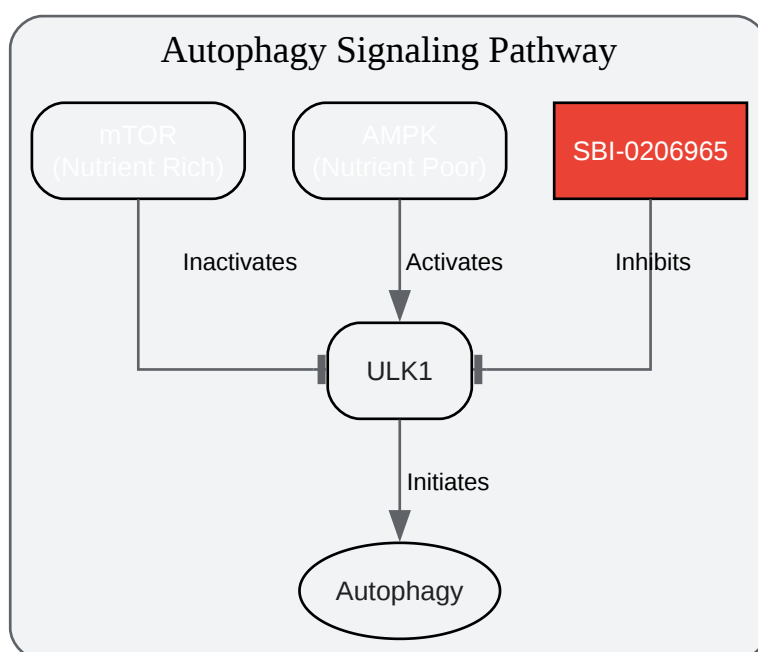 Autophagy Signaling Pathway
mTOR
(Nutrient Rich)
AMPK
(Nutrient Poor)
SBI-0206965
Inactivates
Activates
Inhibits
ULK1
Initiates
Autophagy